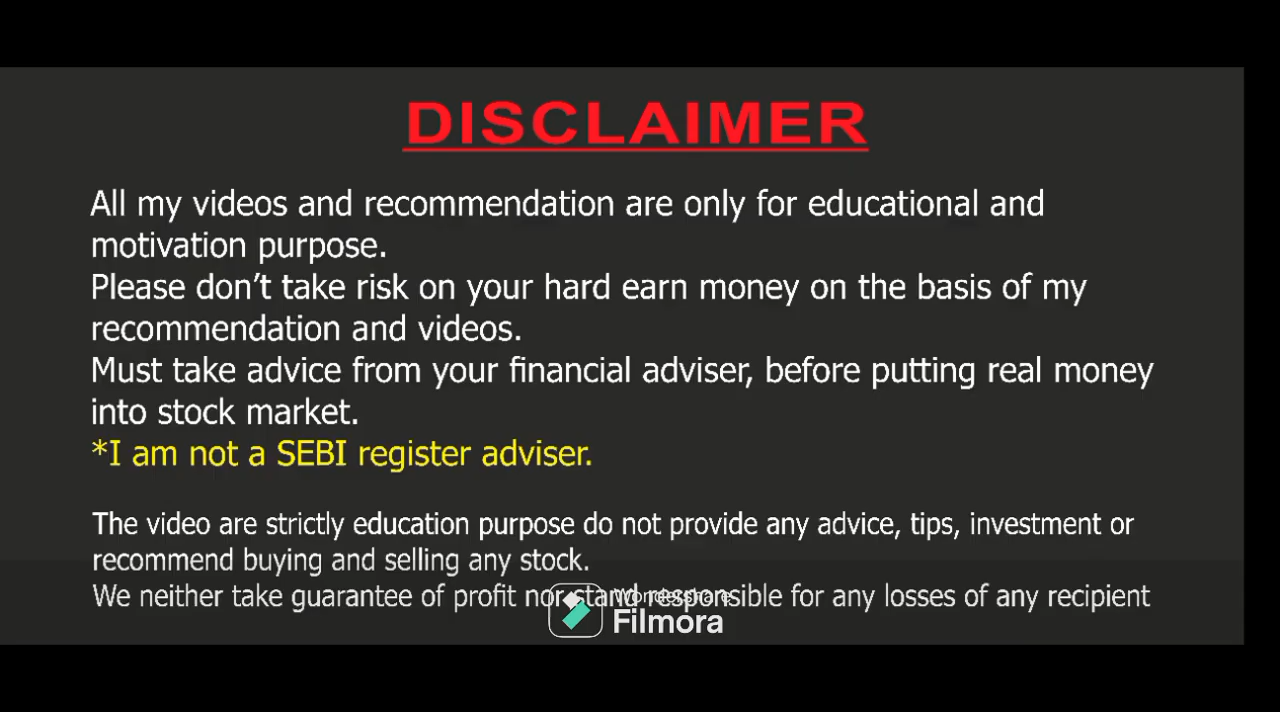 DISCLAIMER
All my videos and recommendation are only for educational and
motivation purpose.
Please don’t take risk on your hard earn money on the basis of my
recommendation and videos.
Must take advice from your financial adviser, before putting real money
into stock market.
*I am not a SEBI register adviser.
The video are strictly education purpose do not provide any advice, tips, investment or
recommend buying and selling any stock.
We neither take guarantee of profit nor stand responsible for any losses of any recipient
Wondershare
Filmora